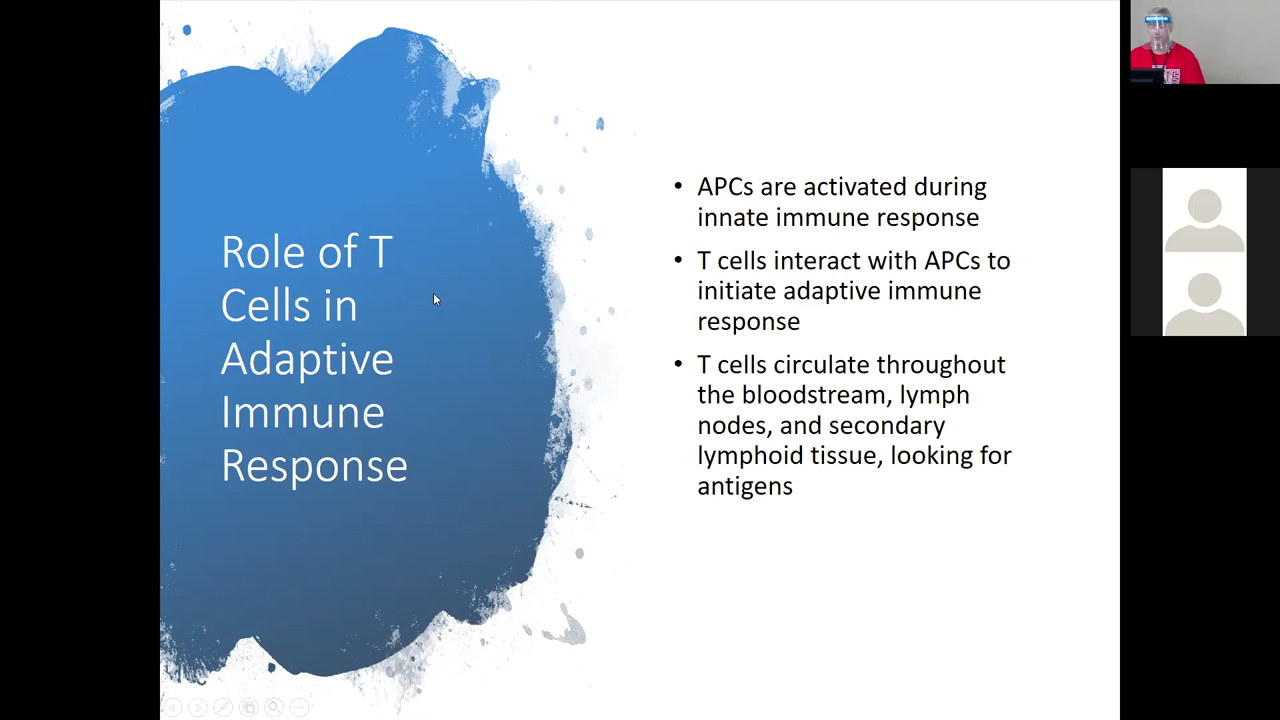 Role of T
Cells in
Adaptive
Immune
Response
• APCs are activated during
innate immune response
• T cells interact with APCs to
initiate adaptive immune
response
• T cells circulate throughout
the bloodstream, lymph
nodes, and secondary
lymphoid tissue, looking for
antigens